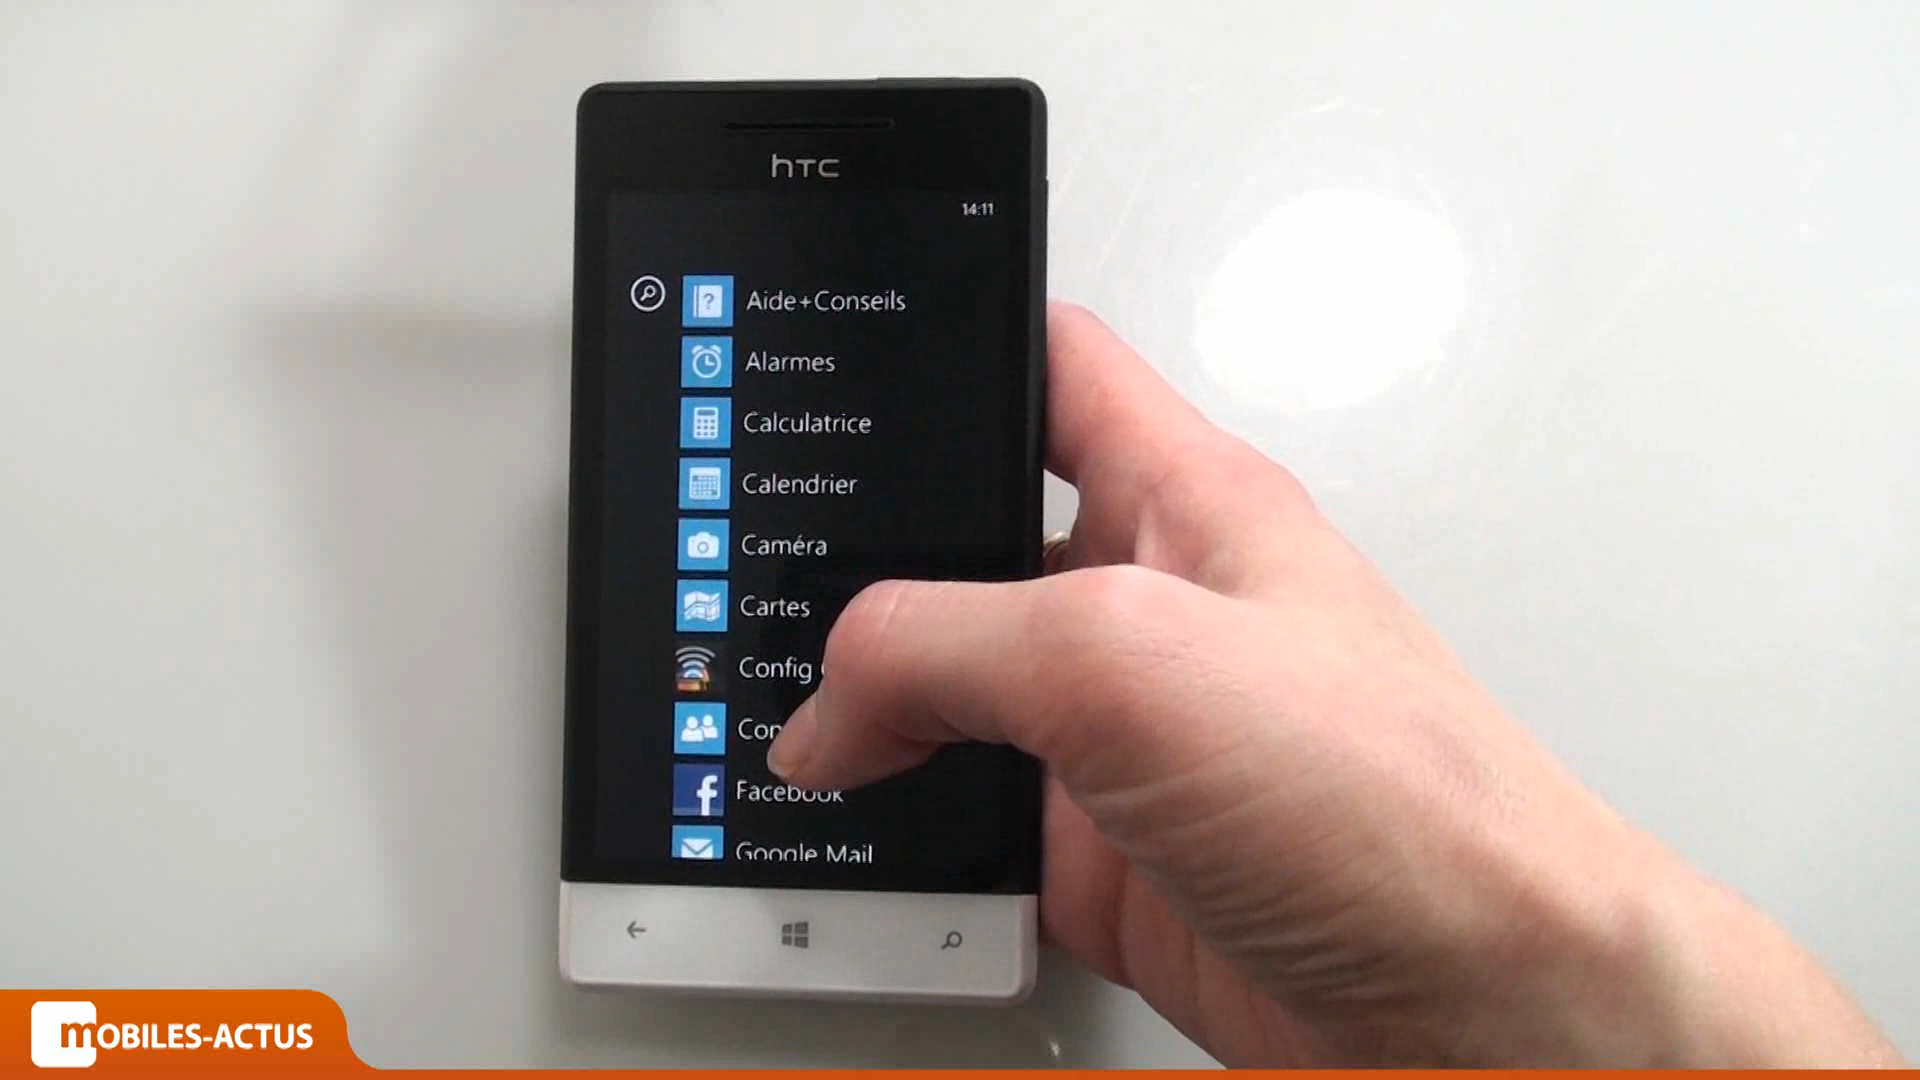 hTC
14:11
Aide+Conseils
Alarmes
Calculatrice
Calendrier
Caméra
Cartes
Config
Facebook
Google Mail
mOBILES-ACTUS